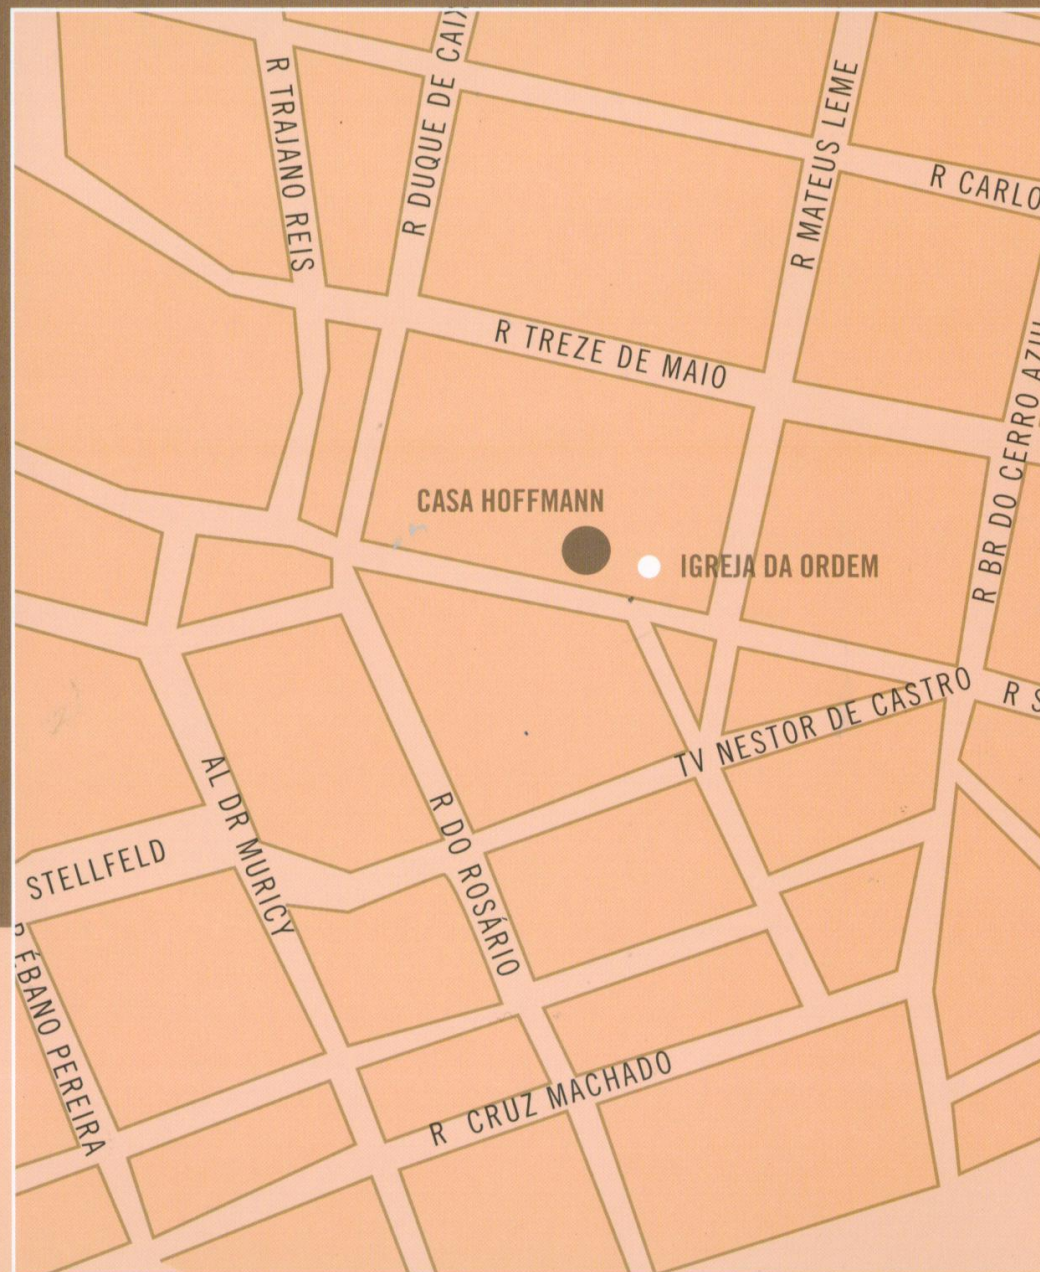 R TRAJANO REIS
R DUQUE DE CAIX
R MATEUS LEME
R CARLO
R TREZE DE MAIO
R BR DO CERRO AZUL
CASA HOFFMANN
IGREJA DA ORDEM
R S
TV NESTOR DE CASTRO
AL DR MURICY
R DO ROSÁRIO
STELLFELD
R ÉBANO PEREIRA
R CRUZ MACHADO